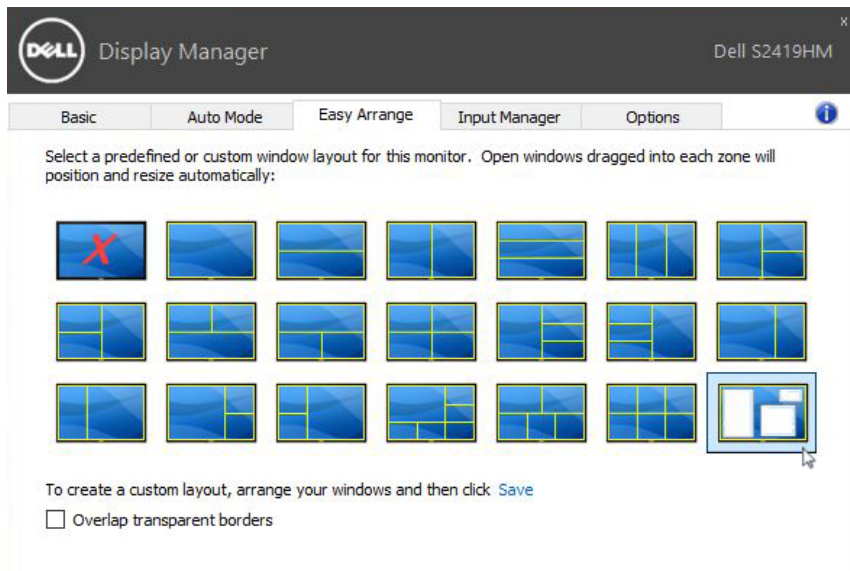 x
DELL Display Manager
Dell S2419HM
Basic Auto Mode Easy Arrange Input Manager Options i
Select a predefined or custom window layout for this monitor. Open windows dragged into each zone will
position and resize automatically:
X
To create a custom layout, arrange your windows and then click Save
Overlap transparent borders